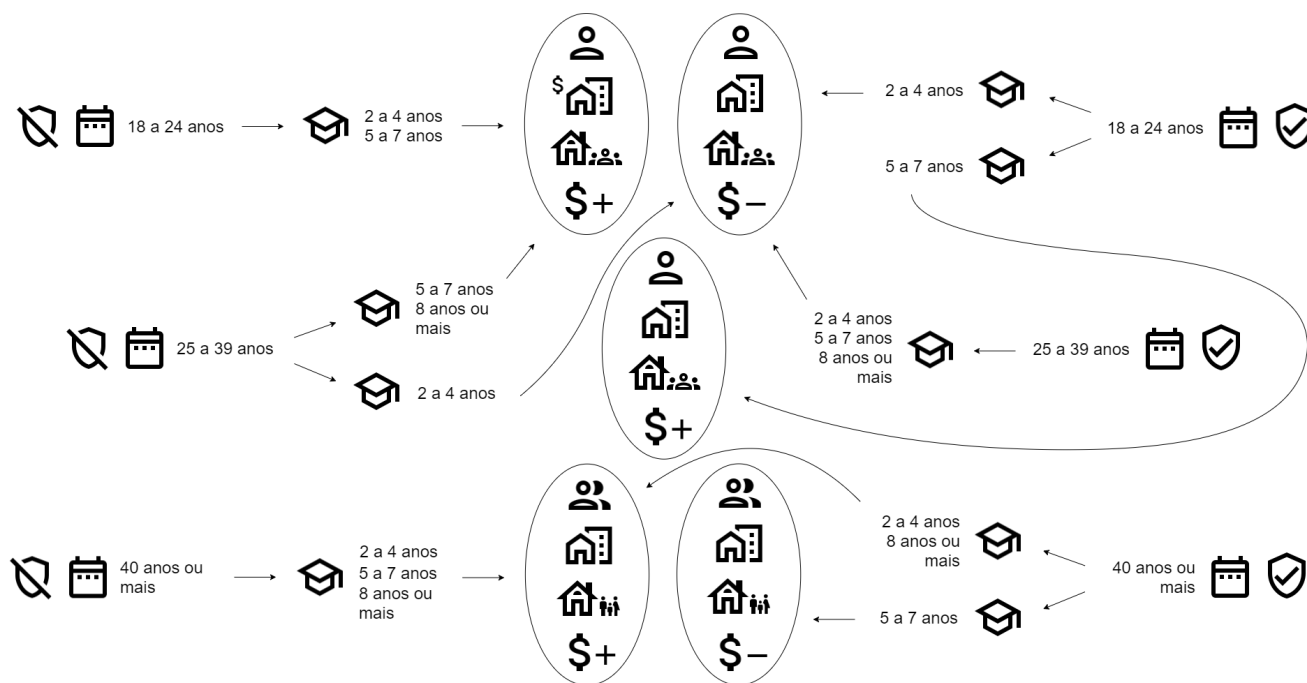 $
$+
$−
18 a 24 anos
2 a 4 anos
5 a 7 anos
2 a 4 anos
5 a 7 anos
18 a 24 anos
25 a 39 anos
5 a 7 anos
8 anos ou
mais
2 a 4 anos
$+
2 a 4 anos
5 a 7 anos
8 anos ou
mais
25 a 39 anos
40 anos ou
mais
2 a 4 anos
5 a 7 anos
8 anos ou
mais
$+
$−
2 a 4 anos
8 anos ou
mais
5 a 7 anos
40 anos ou
mais